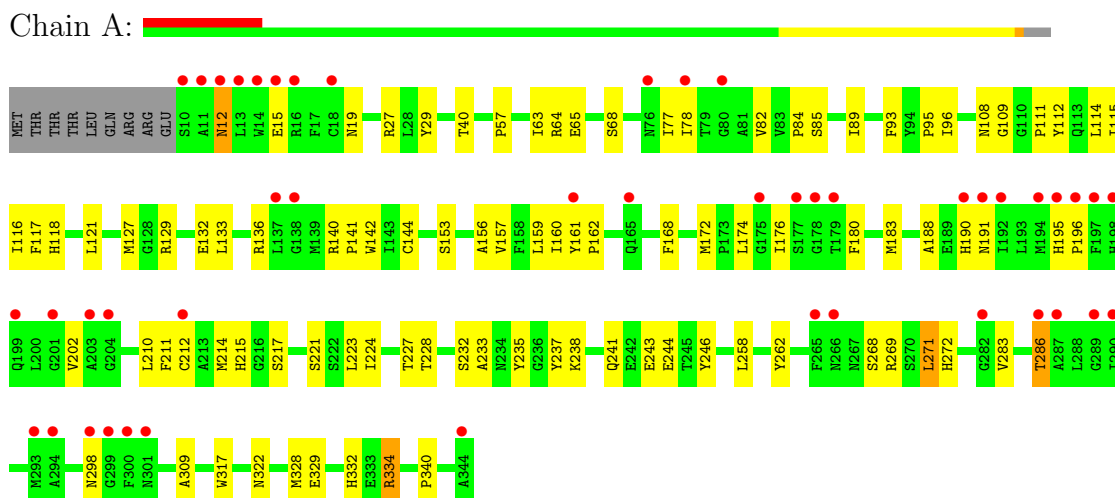 Chain A:
MET THR THR THR LEU GLN ARG ARG GLU S10 A11 N12 L13 W14 E15 R16 F17 C18 N19 R27 L28 Y29 T40 P57 I63 R64 E65 S68 N76 I77 I78 T79 G80 A81 V82 V83 P84 S85 I89 F93 Y94 P95 I96 N108 G109 G110 P111 Y112 Q113 L114 I115
I116 F117 H118 L121 M127 G128 R129 E132 L133 R136 L137 G138 M139 R140 P141 W142 I143 C144 S153 A156 V157 F158 L159 I160 Y161 P162 Q165 F168 M172 P173 L174 G175 I176 S177 G178 T179 F180 M183 A188 E189 H190 N191 I192 L193 M194 H195 P196 F197 H198
Q199 L200 G201 V202 A203 G204 L210 F211 C212 A213 M214 H215 G216 S217 S221 S222 L223 I224 T227 T228 S232 A233 N234 Y235 G236 Y237 K238 Q241 E242 E243 E244 T245 Y246 L258 Y262 F265 N266 N267 S268 R269 S270 L271 H272 G282 V283 T286 A287 L288 G289 I290
M293 A294 N298 G299 F300 N301 A309 W317 N322 M328 E329 H332 E333 R334 P340 A344